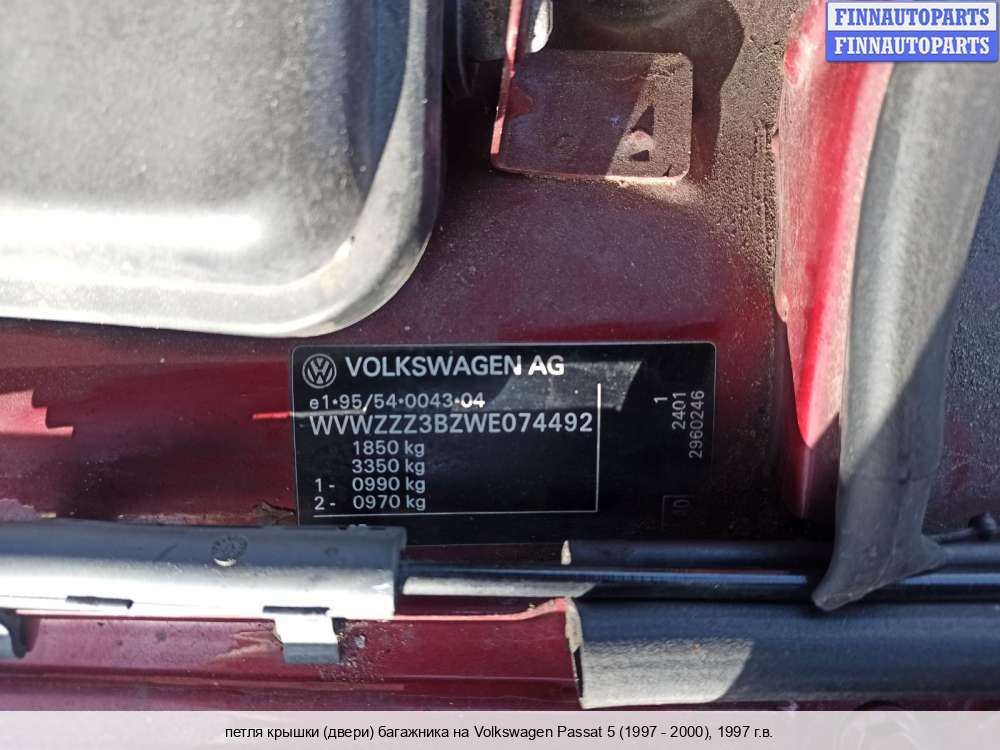 FINNAUTOPARTS
FINNAUTOPARTS
VOLKSWAGEN AG
e1•95/54•0043•04
WVWZZZ3BZWE074492
1850 kg
3350 kg
1 - 0990 kg
2 - 0970 kg
1
2401
2960246
40
петля крышки (двери) багажника на Volkswagen Passat 5 (1997 - 2000), 1997 г.в.